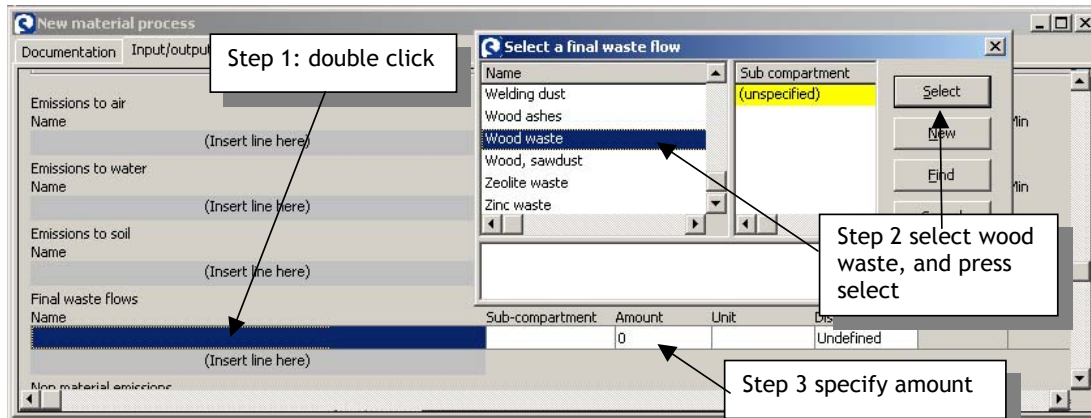 New material process
Documentation Input/output
Step 1: double click
Select a final waste flow
Name
Sub compartment
Welding dust
(unspecified)
Select
Wood ashes
Wood waste
New
Wood, sawdust
Find
Zeolite waste
Zinc waste
Emissions to air
Name
Min
(Insert line here)
Emissions to water
Name
Min
(Insert line here)
Emissions to soil
Name
(Insert line here)
Step 2 select wood
waste, and press
select
Final waste flows
Name
Sub-compartment Amount Unit
0 Undefined
(Insert line here)
Step 3 specify amount
Non material emissions